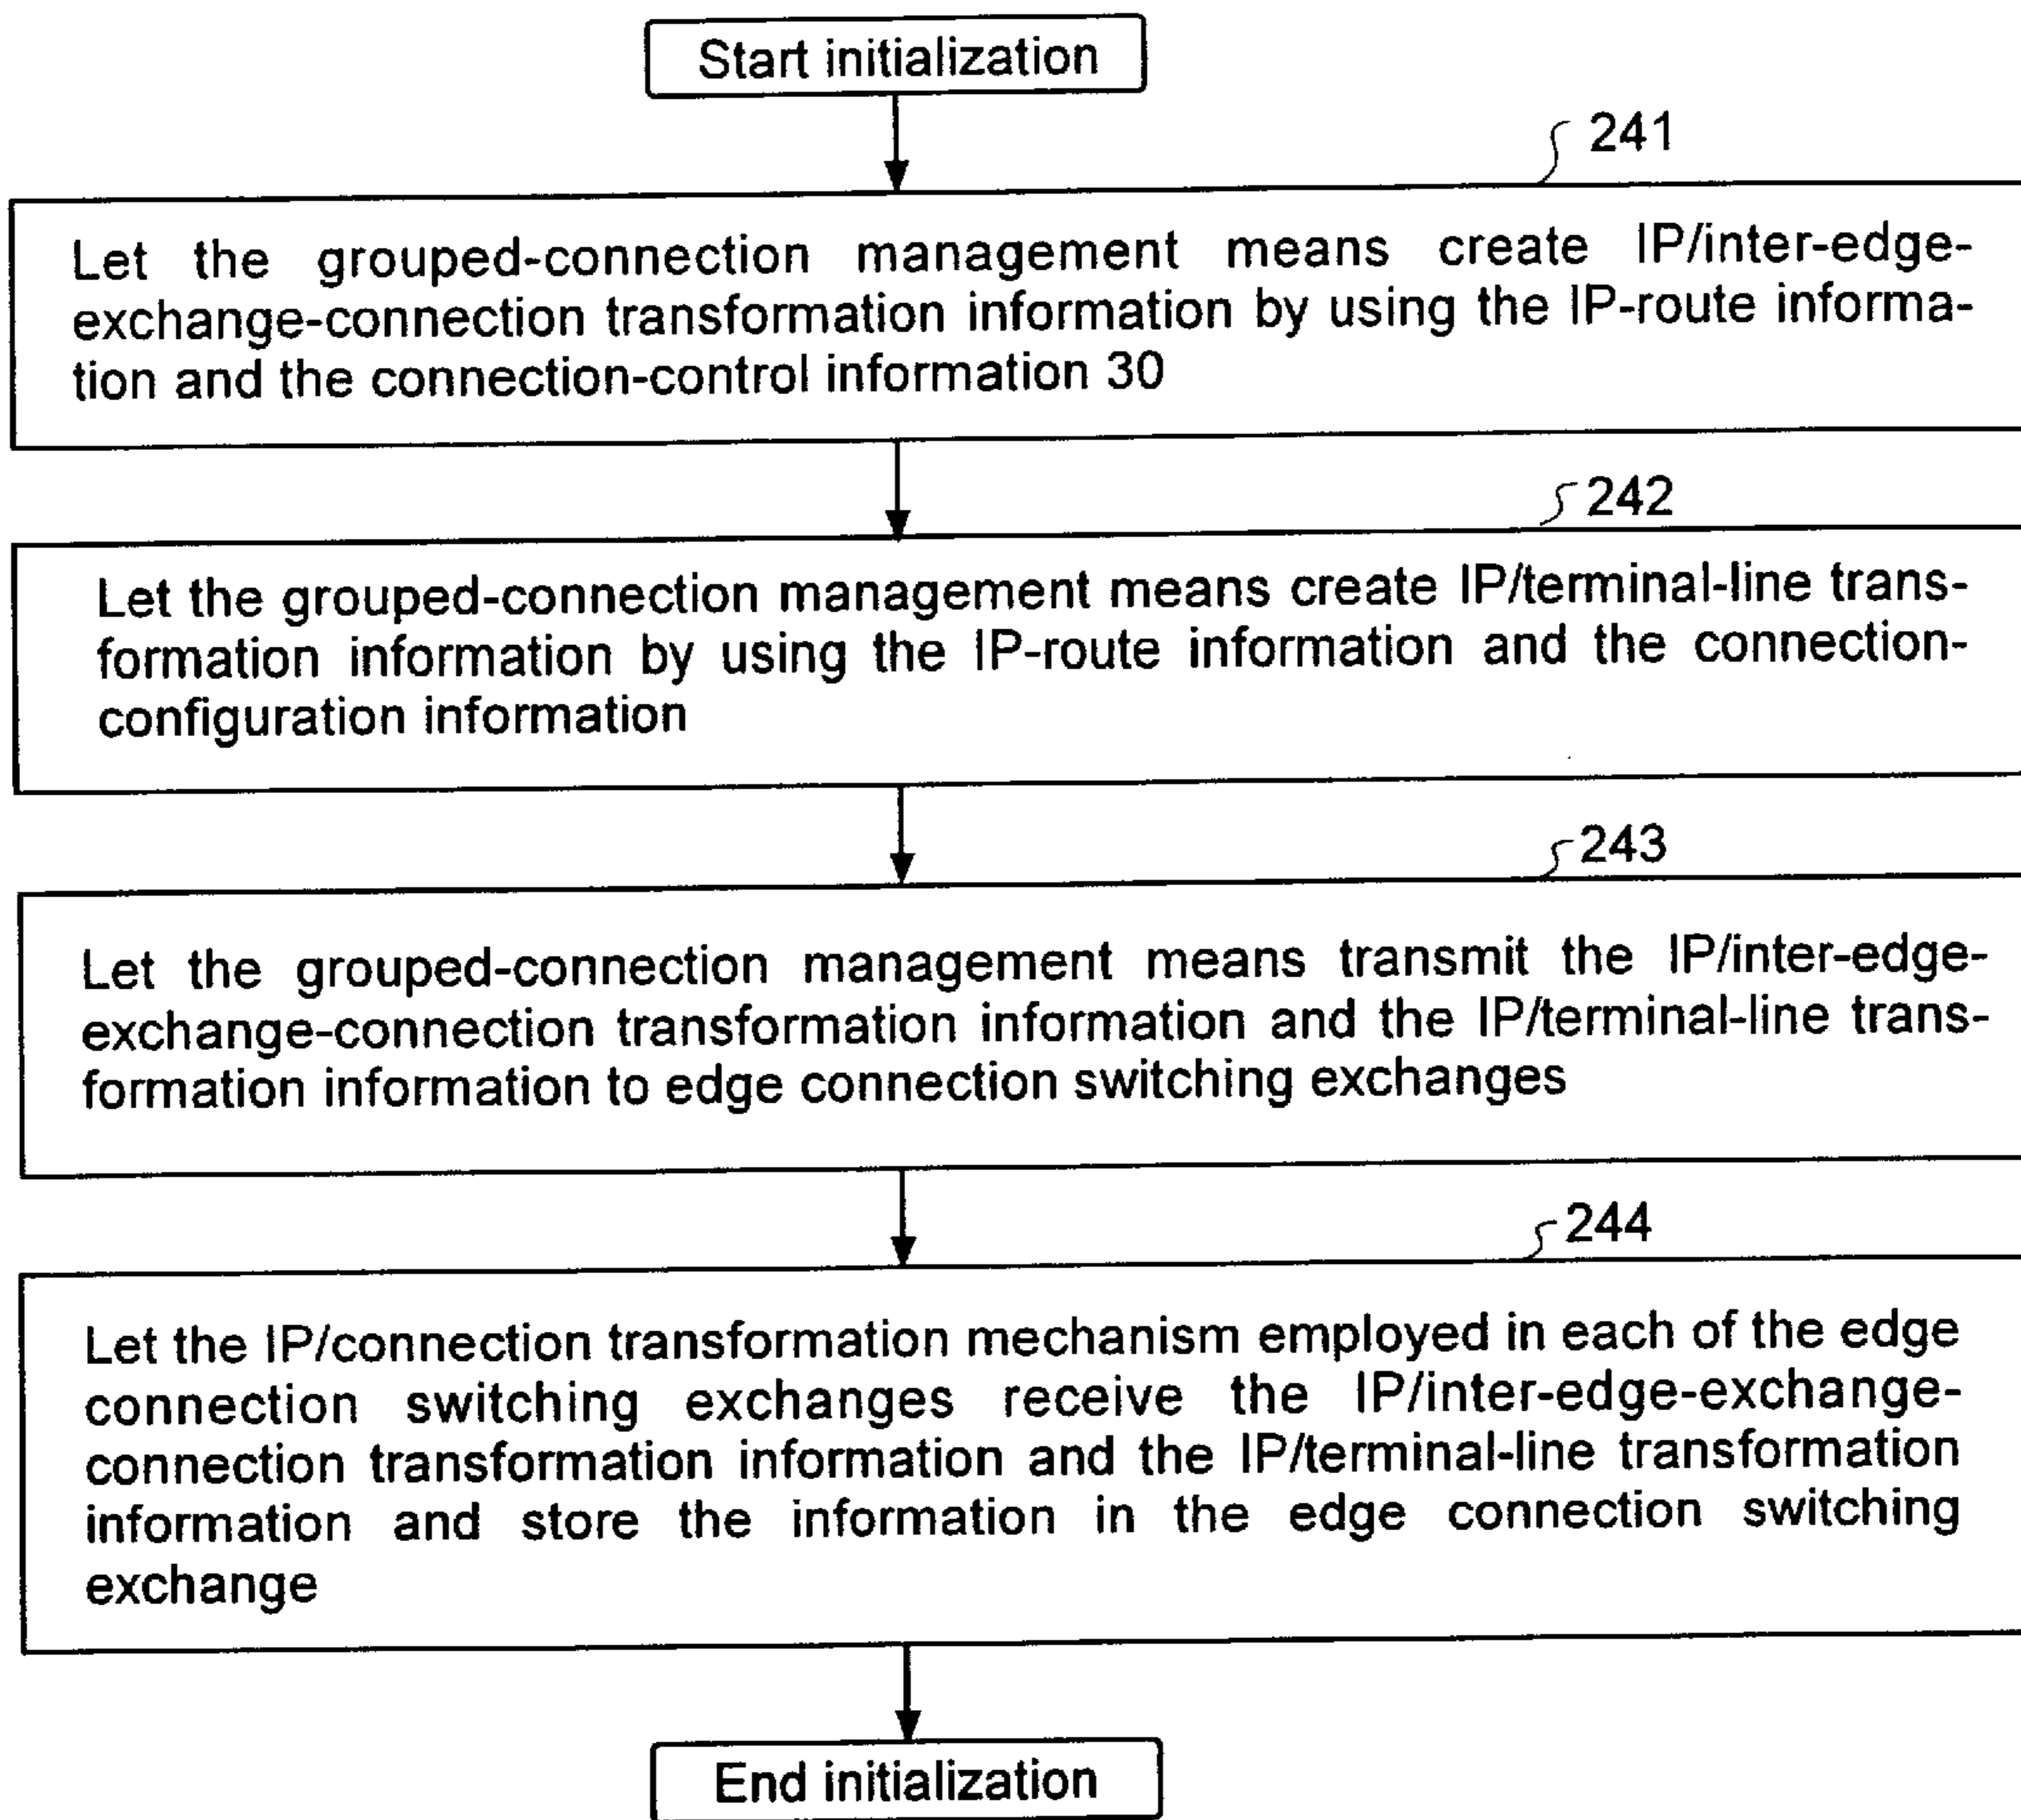 Start initialization
241
Let the grouped-connection management means create IP/inter-edge-
exchange-connection transformation information by using the IP-route informa-
tion and the connection-control information 30
242
Let the grouped-connection management means create IP/terminal-line trans-
formation information by using the IP-route information and the connection-
configuration information
243
Let the grouped-connection management means transmit the IP/inter-edge-
exchange-connection transformation information and the IP/terminal-line trans-
formation information to edge connection switching exchanges
244
Let the IP/connection transformation mechanism employed in each of the edge
connection switching exchanges receive the IP/inter-edge-exchange-
connection transformation information and the IP/terminal-line transformation
information and store the information in the edge connection switching
exchange
End initialization